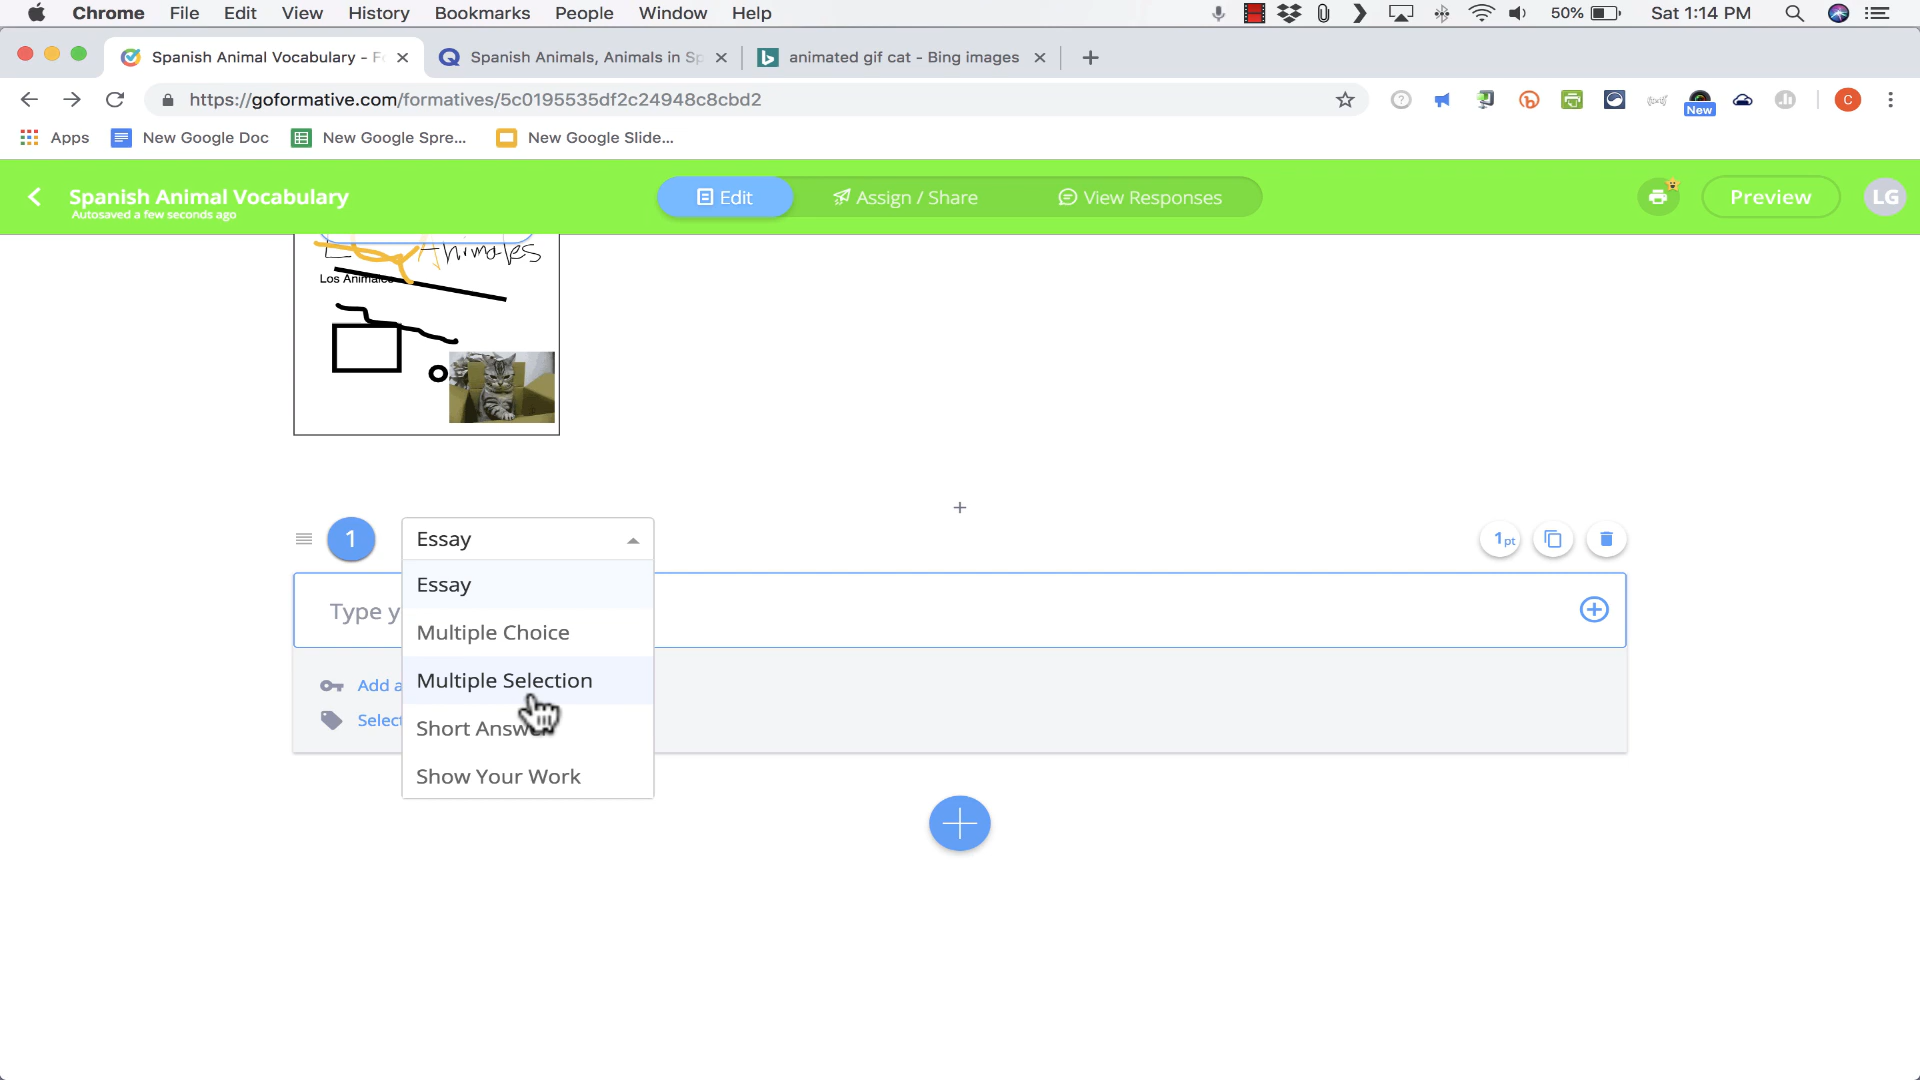 Chrome File Edit View History Bookmarks People Window Help 50% Sat 1:14 PM
Spanish Animal Vocabulary - Fo Spanish Animals, Animals in Sp animated gif cat - Bing images
https://goformative.com/formatives/5c0195535df2c24948c8cbd2 New C
Apps New Google Doc New Google Spre... New Google Slide...
Spanish Animal Vocabulary Edit Assign / Share View Responses Preview LG
Autosaved a few seconds ago
Animales
Los Animales
1 Essay 1pt
Essay
Type y
Multiple Choice
Multiple Selection
Add a
Select
Short Answer
Show Your Work